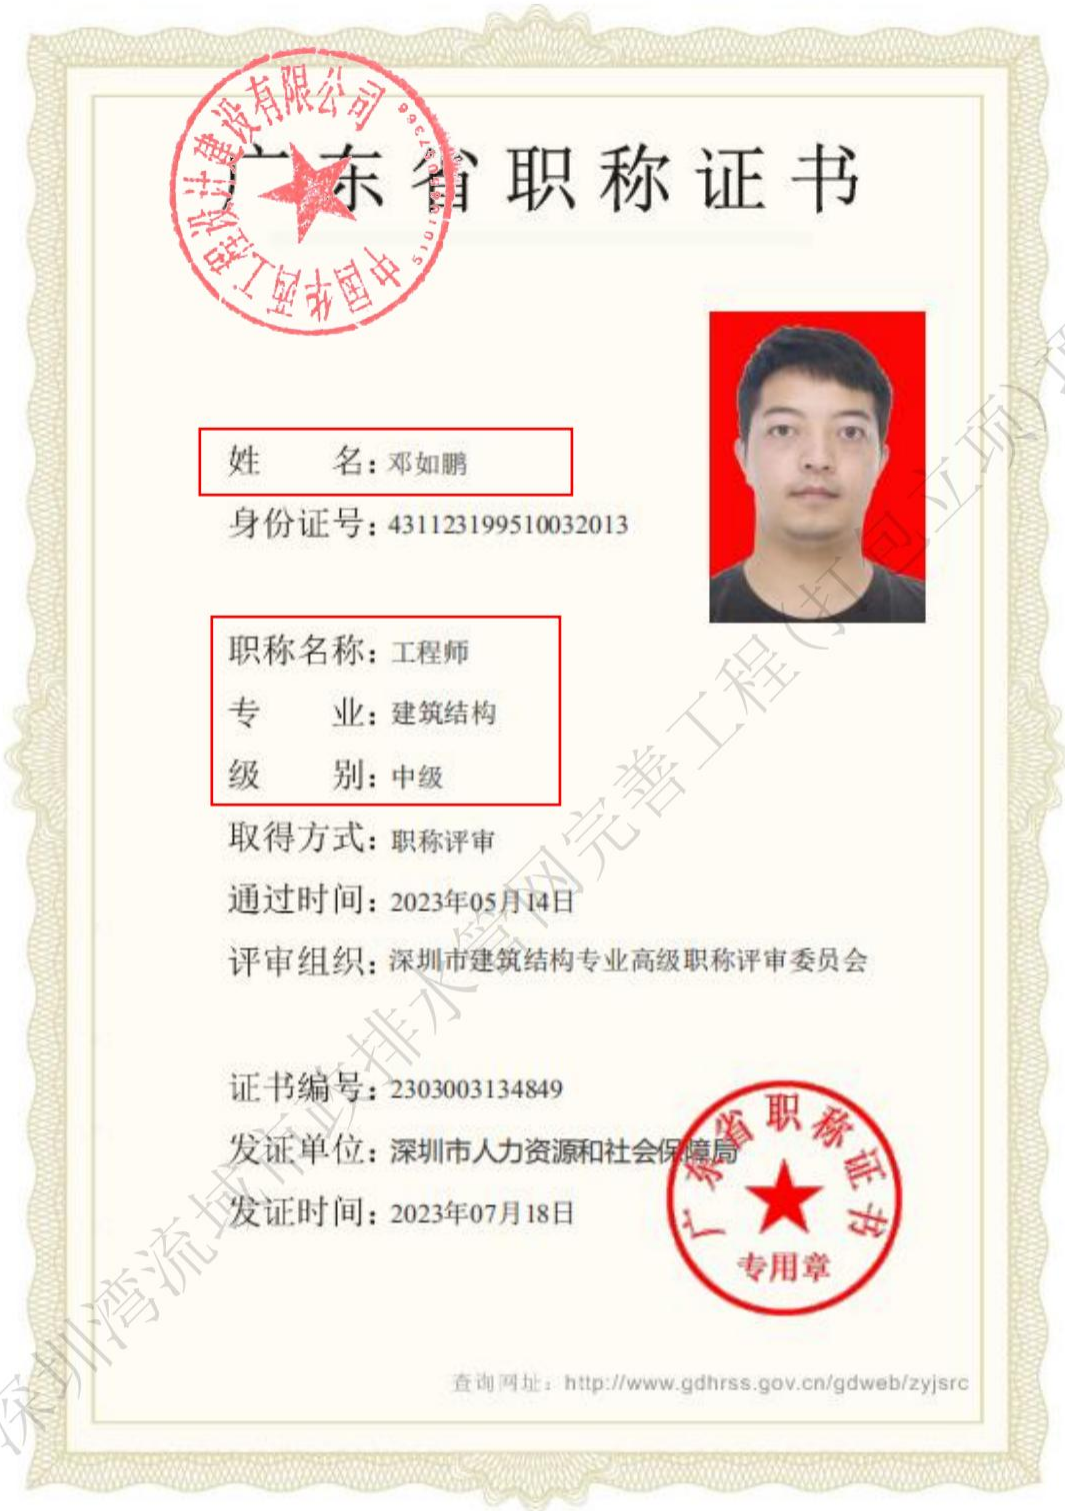 广东省职称证书
中国华西工程设计建设有限公司
姓 名：邓如鹏
身份证号：431123199510032013
职称名称：工程师
专 业：建筑结构
级 别：中级
取得方式：职称评审
通过时间：2023年05月14日
评审组织：深圳市建筑结构专业高级职称评审委员会
证书编号：2303003134849
发证单位：深圳市人力资源和社会保障局
发证时间：2023年07月18日
广东省职称证书
专用章
查询网址：http://www.gdhrss.gov.cn/gdweb/zyjsrc
深圳湾流域市政排水管网完善工程（打包立项）